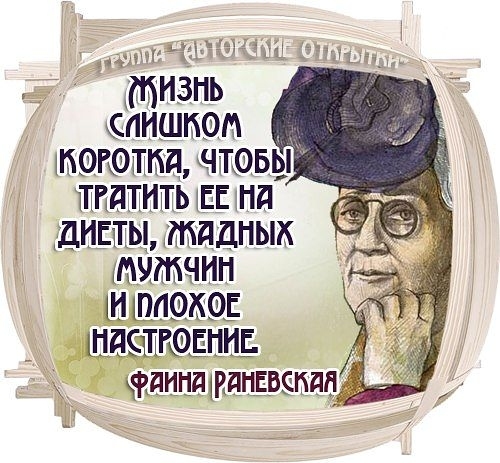 ГРУППА "АВТОРСКИЕ ОТКРЫТКИ"
ЖИЗНЬ
СЛИШКОМ
КОРОТКА, ЧТОБЫ
ТРАТИТЬ ЕЕ НА
ДИЕТЫ, ЖАДНЫХ
МУЖЧИН
И ПЛОХОЕ
НАСТРОЕНИЕ
ФАИНА РАНЕВСКАЯ